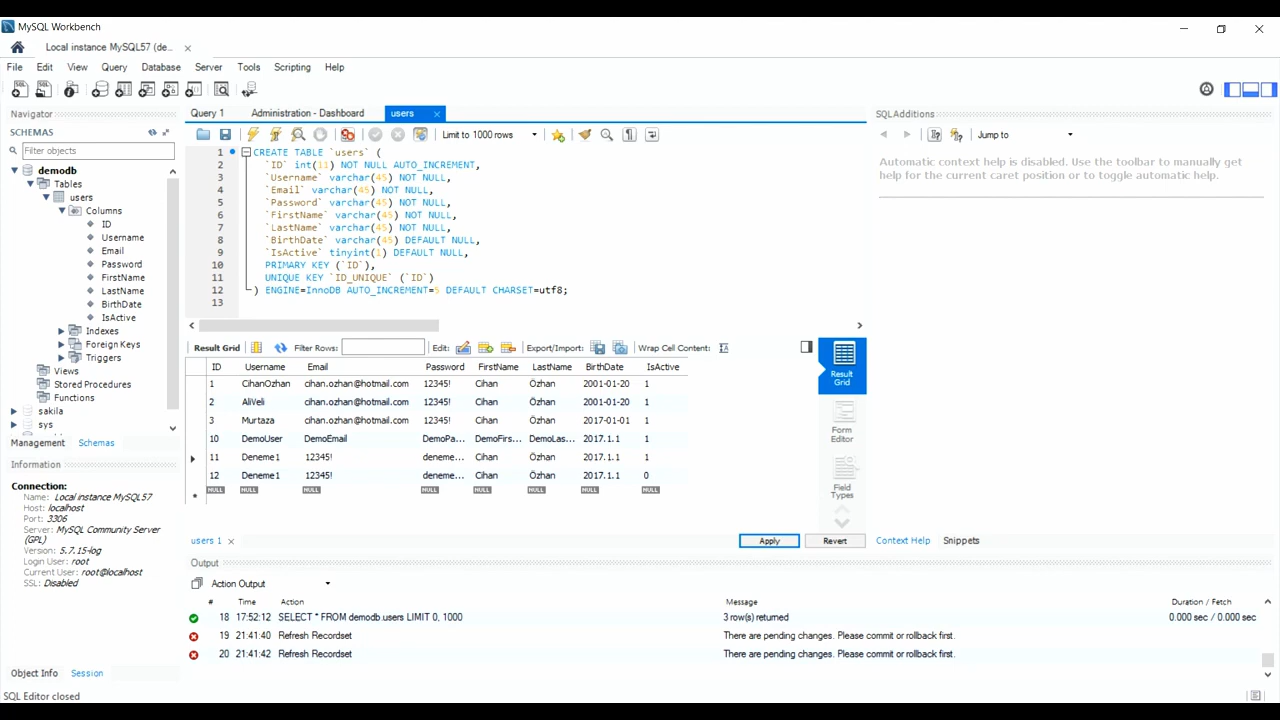 MySQL Workbench
Local instance MySQL57 (de...
File Edit View Query Database Server Tools Scripting Help
Navigator
SCHEMAS
Filter objects
demodb
Tables
users
Columns
ID
Username
Email
Password
FirstName
LastName
BirthDate
IsActive
Indexes
Foreign Keys
Triggers
Views
Stored Procedures
Functions
sakila
sys
Management Schemas
Information
Connection:
Name: Local instance MySQL57
Host: localhost
Port: 3306
Server: MySQL Community Server
(GPL)
Version: 5.7.15-log
Login User: root
Current User: root@localhost
SSL: Disabled
Object Info Session
SQL Editor closed
Query 1 Administration - Dashboard users
Limit to 1000 rows
1 CREATE TABLE `users` (
2 `ID` int(11) NOT NULL AUTO_INCREMENT,
3 `Username` varchar(45) NOT NULL,
4 `Email` varchar(45) NOT NULL,
5 `Password` varchar(45) NOT NULL,
6 `FirstName` varchar(45) NOT NULL,
7 `LastName` varchar(45) NOT NULL,
8 `BirthDate` varchar(45) DEFAULT NULL,
9 `IsActive` tinyint(1) DEFAULT NULL,
10 PRIMARY KEY (`ID`),
11 UNIQUE KEY `ID_UNIQUE` (`ID`)
12 ) ENGINE=InnoDB AUTO_INCREMENT=5 DEFAULT CHARSET=utf8;
13
Result Grid Filter Rows: Edit: Export/Import: Wrap Cell Content:
ID Username Email Password FirstName LastName BirthDate IsActive
1 CihanOzhan cihan.ozhan@hotmail.com 12345! Cihan Özhan 2001-01-20 1
2 AliVeli cihan.ozhan@hotmail.com 12345! Cihan Özhan 2001-01-20 1
3 Murtaza cihan.ozhan@hotmail.com 12345! Cihan Özhan 2017-01-01 1
10 DemoUser DemoEmail DemoPa... DemoFirs... DemoLas... 2017.1.1 1
11 Deneme1 12345! deneme... Cihan Özhan 2017.1.1 1
12 Deneme1 12345! deneme... Cihan Özhan 2017.1.1 0
NULL NULL NULL NULL NULL NULL NULL NULL
Result
Grid
Form
Editor
Field
Types
users 1 Apply Revert
SQLAdditions
Jump to
Automatic context help is disabled. Use the toolbar to manually get
help for the current caret position or to toggle automatic help.
Context Help Snippets
Output
Action Output
# Time Action Message Duration / Fetch
18 17:52:12 SELECT * FROM demodb.users LIMIT 0, 1000 3 row(s) returned 0.000 sec / 0.000 sec
19 21:41:40 Refresh Recordset There are pending changes. Please commit or rollback first.
20 21:41:42 Refresh Recordset There are pending changes. Please commit or rollback first.